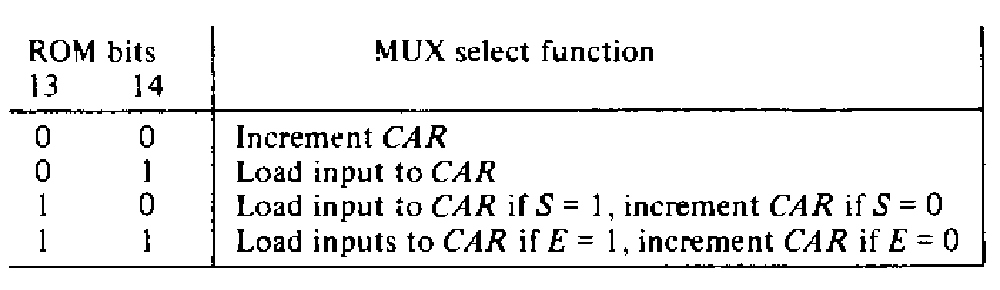 ROM bits MUX select function
13 14
0 0 Increment CAR
0 1 Load input to CAR
1 0 Load input to CAR if S = 1, increment CAR if S = 0
1 1 Load inputs to CAR if E = 1, increment CAR if E = 0